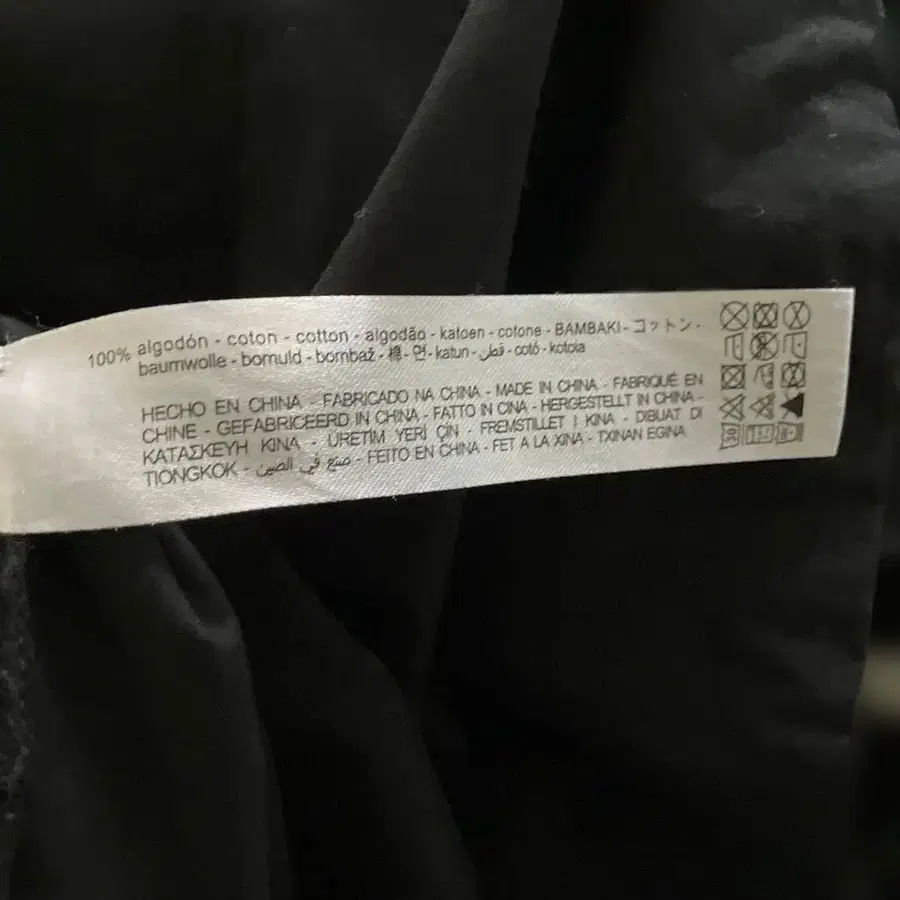 100% algodón - coton - cotton - algodão - katoen - cotone - BAMBAKI - コットン -
baumwolle - bomuld - bombaž - 棉 - 면 - katun - قطن - cotó - kotoia
HECHO EN CHINA - FABRICADO NA CHINA - MADE IN CHINA - FABRIQUÉ EN
CHINE - GEFABRICEERD IN CHINA - FATTO IN CINA - HERGESTELLT IN CHINA -
ΚΑΤΑΣΚΕΥΗ ΚΙΝΑ - ÜRETIM YERİ ÇİN - FREMSTILLET I KINA - DIBUAT DI
TIONGKOK - صنع في الصين - FEITO EN CHINA - FET A LA XINA - TXINAN EGINA